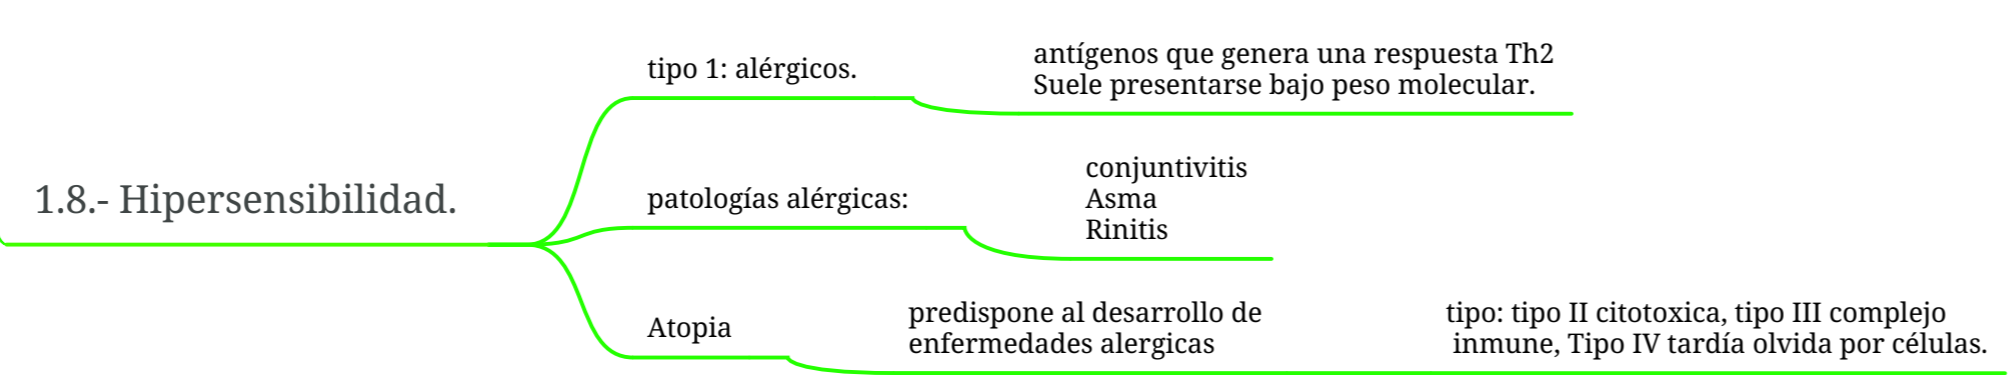 1.8.- Hipersensibilidad.
tipo 1: alérgicos.
antígenos que genera una respuesta Th2
Suele presentarse bajo peso molecular.
patologías alérgicas:
conjuntivitis
Asma
Rinitis
Atopia
predispone al desarrollo de
enfermedades alergicas
tipo: tipo II citotoxica, tipo III complejo
inmune, Tipo IV tardía olvida por células.